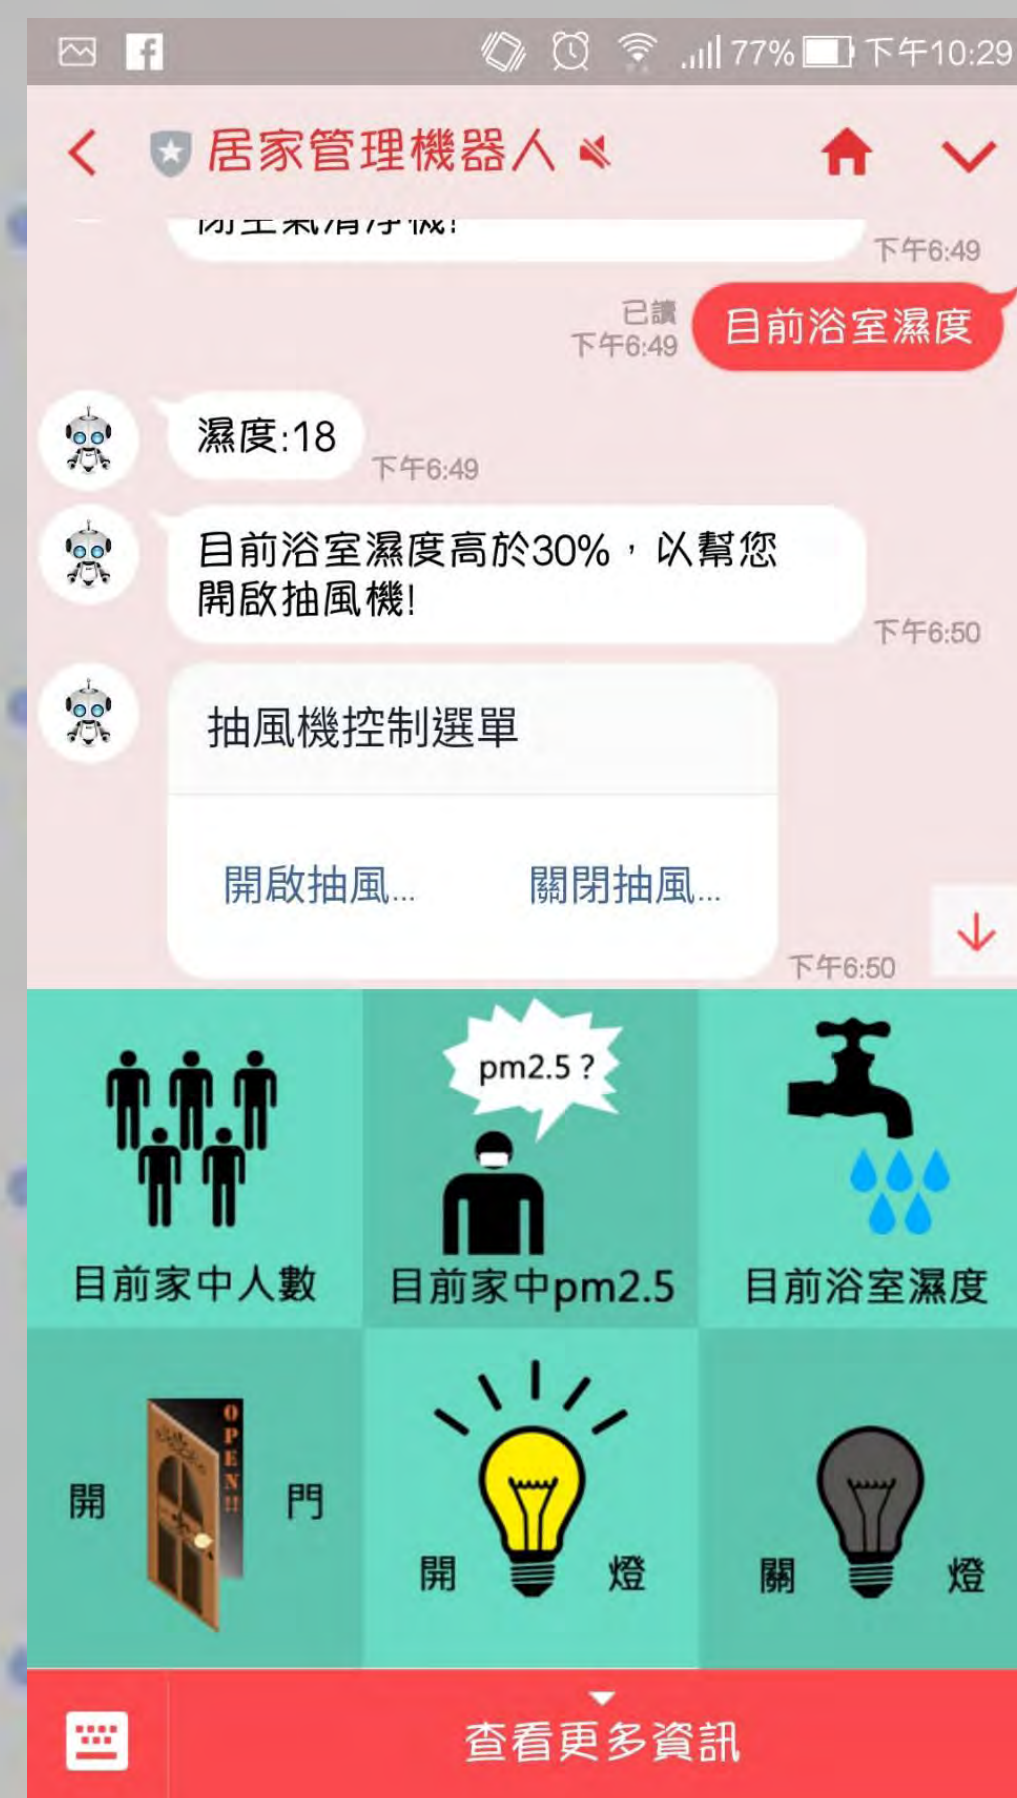 77% 下午10:29
居家管理機器人
下午6:49
已讀
下午6:49
目前浴室濕度
濕度:18
下午6:49
目前浴室濕度高於30%，以幫您
開啟抽風機!
下午6:50
抽風機控制選單
開啟抽風... 關閉抽風...
下午6:50
pm2.5 ?
目前家中人數 目前家中pm2.5 目前浴室濕度
OPEN!!
開 門
開 燈
關 燈
查看更多資訊